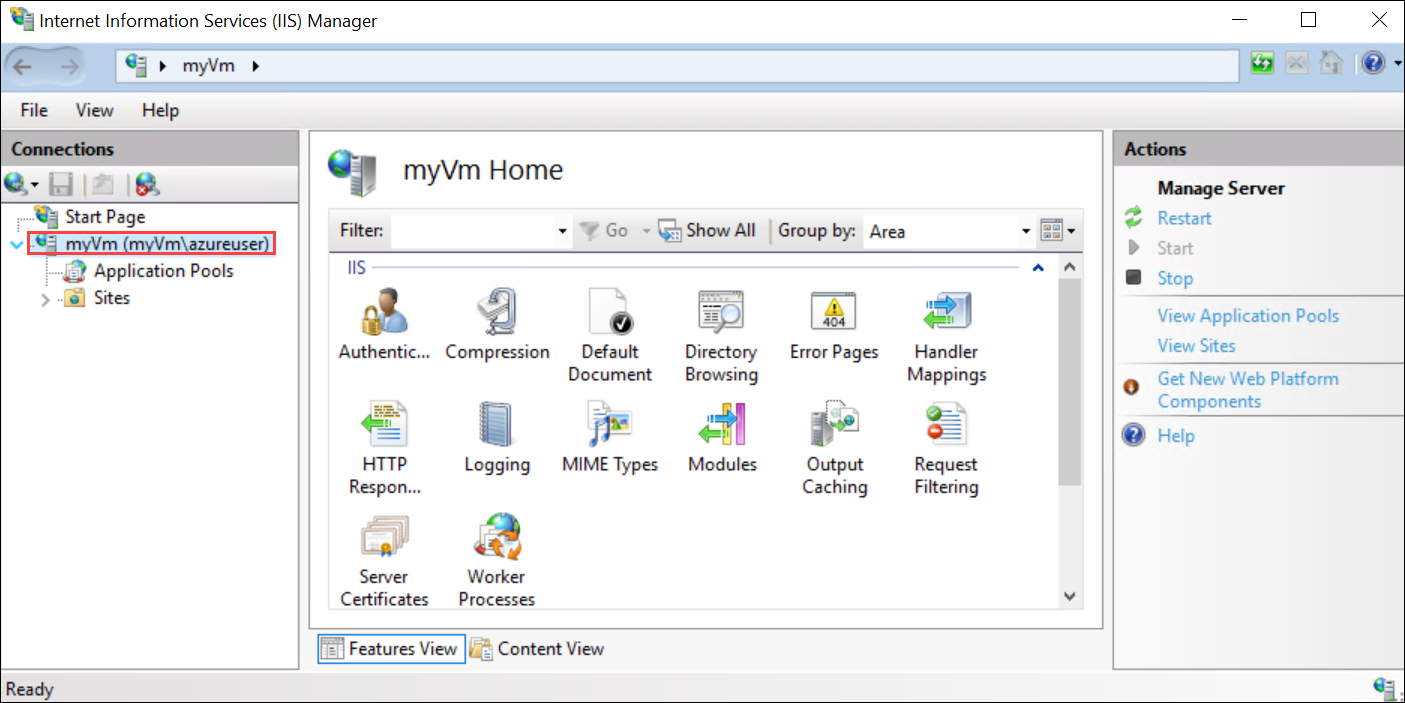 Internet Information Services (IIS) Manager
myVm
File View Help
Connections
Start Page
myVm (myVm\azureuser)
Application Pools
Sites
myVm Home
Filter: Go Show All Group by: Area
IIS
Authentic... Compression Default Document Directory Browsing Error Pages Handler Mappings
404
HTTP Respon... Logging MIME Types Modules Output Caching Request Filtering
Server Certificates Worker Processes
Features View Content View
Actions
Manage Server
Restart
Start
Stop
View Application Pools
View Sites
Get New Web Platform
Components
Help
Ready